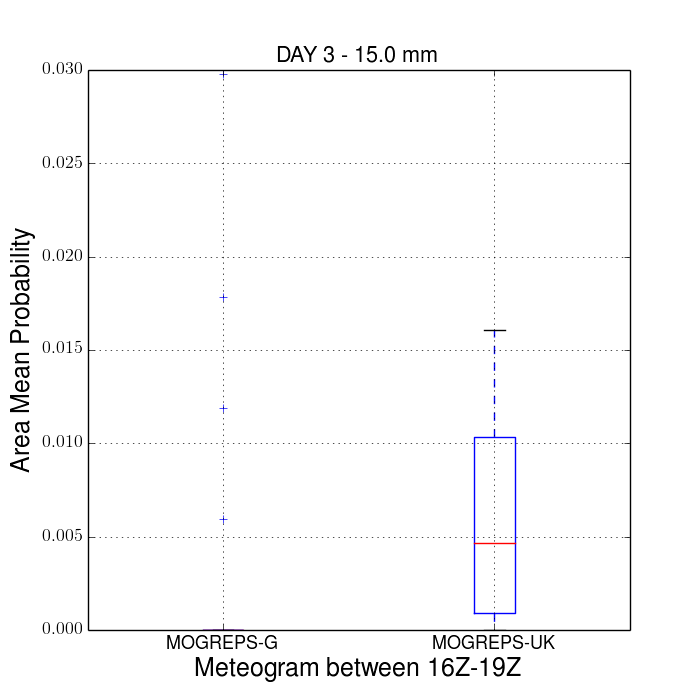 DAY 3 - 15.0 mm
Area Mean Probability
0.030
0.025
0.020
0.015
0.010
0.005
0.000
MOGREPS-G MOGREPS-UK
Meteogram between 16Z-19Z